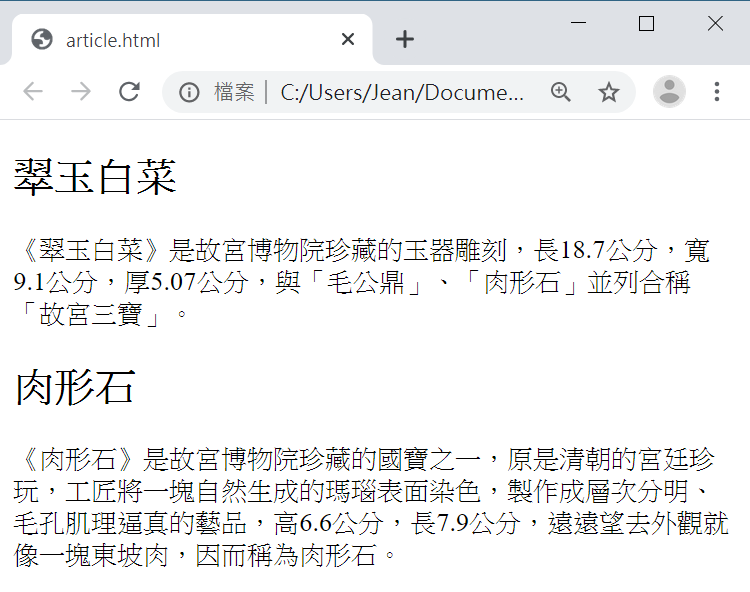 article.html
檔案 | C:/Users/Jean/Docume...
翠玉白菜
《翠玉白菜》是故宮博物院珍藏的玉器雕刻，長18.7公分，寬
9.1公分，厚5.07公分，與「毛公鼎」、「肉形石」並列合稱
「故宮三寶」。
肉形石
《肉形石》是故宮博物院珍藏的國寶之一，原是清朝的宮廷珍
玩，工匠將一塊自然生成的瑪瑙表面染色，製作成層次分明、
毛孔肌理逼真的藝品，高6.6公分，長7.9公分，遠遠望去外觀就
像一塊東坡肉，因而稱為肉形石。